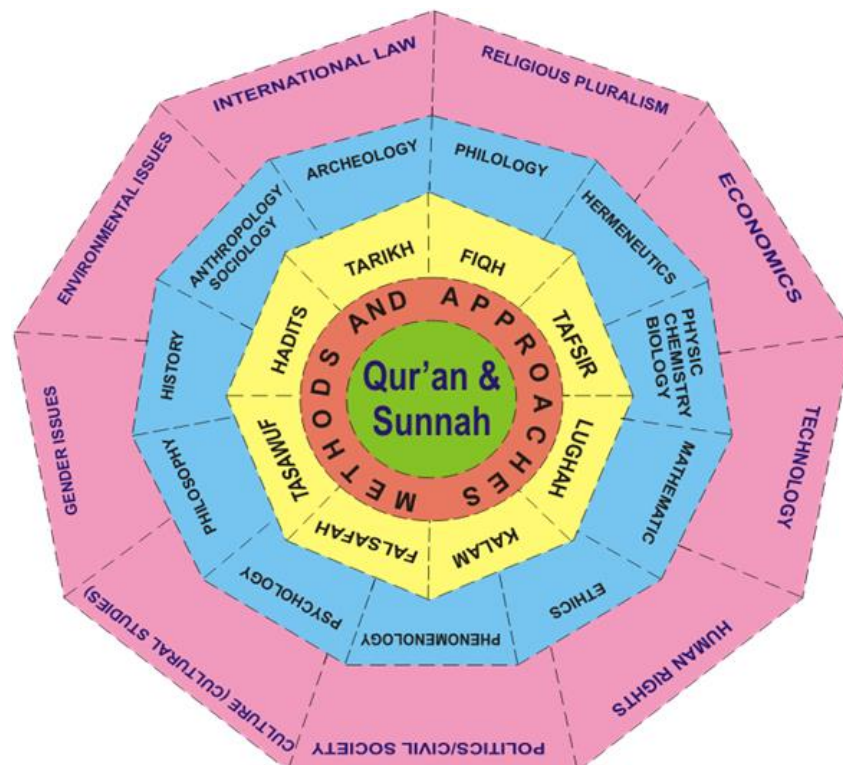 INTERNATIONAL LAW
RELIGIOUS PLURALISM
ECONOMICS
TECHNOLOGY
HUMAN RIGHTS
POLITICS/CIVIL SOCIETY
CULTURE (CULTURAL STUDIES)
GENDER ISSUES
ENVIRONMENTAL ISSUES
ARCHEOLOGY
PHILOLOGY
HERMENEUTICS
PHYSIC
CHEMISTRY
BIOLOGY
MATHEMATIC
ETHICS
PHENOMENOLOGY
PSYCHOLOGY
PHILOSOPHY
HISTORY
ANTHROPOLOGY
SOCIOLOGY
TARIKH
FIQH
TAFSIR
LUGHAH
KALAM
FALSAFAH
TASAWUF
HADITS
METHODS AND APPROACHES
Qur'an &
Sunnah